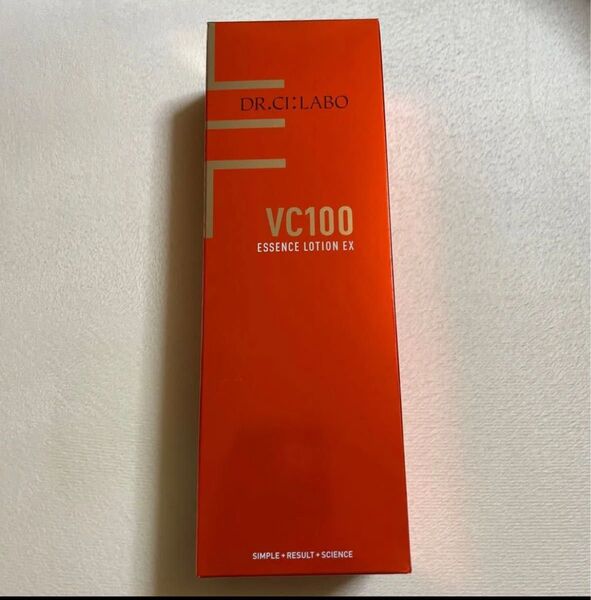 DR.CI:LABO
VC100
ESSENCE LOTION EX
SIMPLE + RESULT + SCIENCE